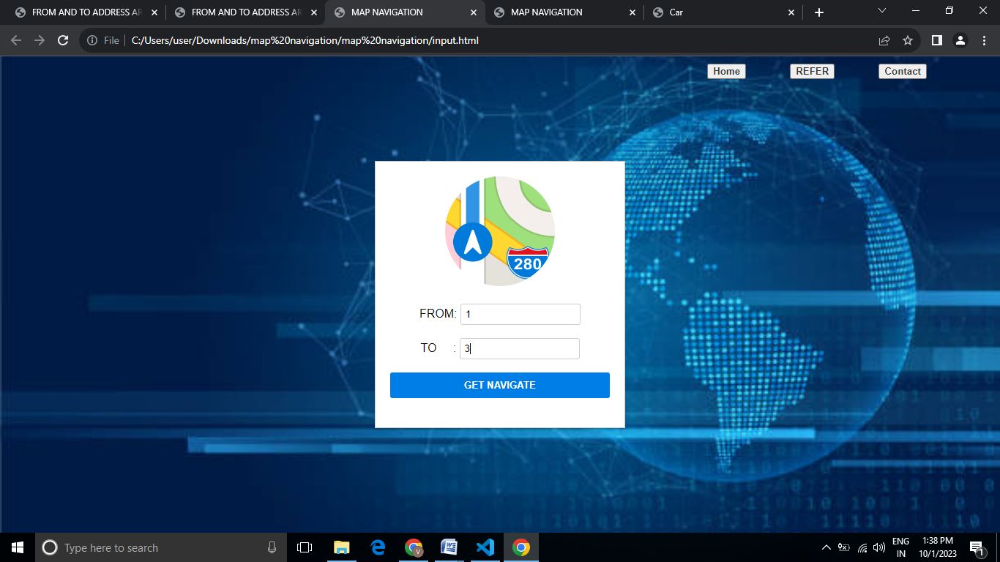 FROM AND TO ADDRESS AR
FROM AND TO ADDRESS AR
MAP NAVIGATION
MAP NAVIGATION
Car
File
C:/Users/user/Downloads/map%20navigation/map%20navigation/input.html
Home
REFER
Contact
280
FROM: 1
TO : 3
GET NAVIGATE
Type here to search
V
W
ENG
IN
1:38 PM
10/1/2023
1